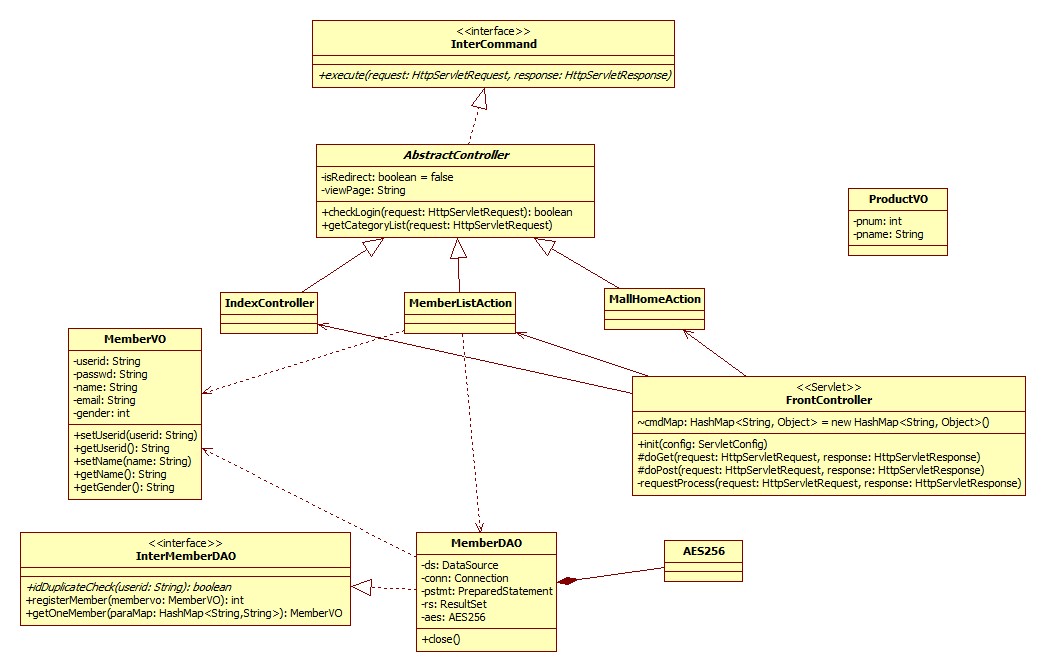 <<interface>>
InterCommand
+execute(request: HttpServletRequest, response: HttpServletResponse)
AbstractController
-isRedirect: boolean = false
-viewPage: String
+checkLogin(request: HttpServletRequest): boolean
+getCategoryList(request: HttpServletRequest)
ProductVO
-pnum: int
-pname: String
IndexController
MemberListAction
MallHomeAction
MemberVO
-userid: String
-passwd: String
-name: String
-email: String
-gender: int
+setUserid(userid: String)
+getUserid(): String
+setName(name: String)
+getName(): String
+getGender(): String
<<Servlet>>
FrontController
~cmdMap: HashMap<String, Object> = new HashMap<String, Object>()
+init(config: ServletConfig)
#doGet(request: HttpServletRequest, response: HttpServletResponse)
#doPost(request: HttpServletRequest, response: HttpServletResponse)
-requestProcess(request: HttpServletRequest, response: HttpServletResponse)
<<interface>>
InterMemberDAO
+idDuplicateCheck(userid: String): boolean
+registerMember(membervo: MemberVO): int
+getOneMember(paraMap: HashMap<String,String>): MemberVO
MemberDAO
-ds: DataSource
-conn: Connection
-pstmt: PreparedStatement
-rs: ResultSet
-aes: AES256
+close()
AES256